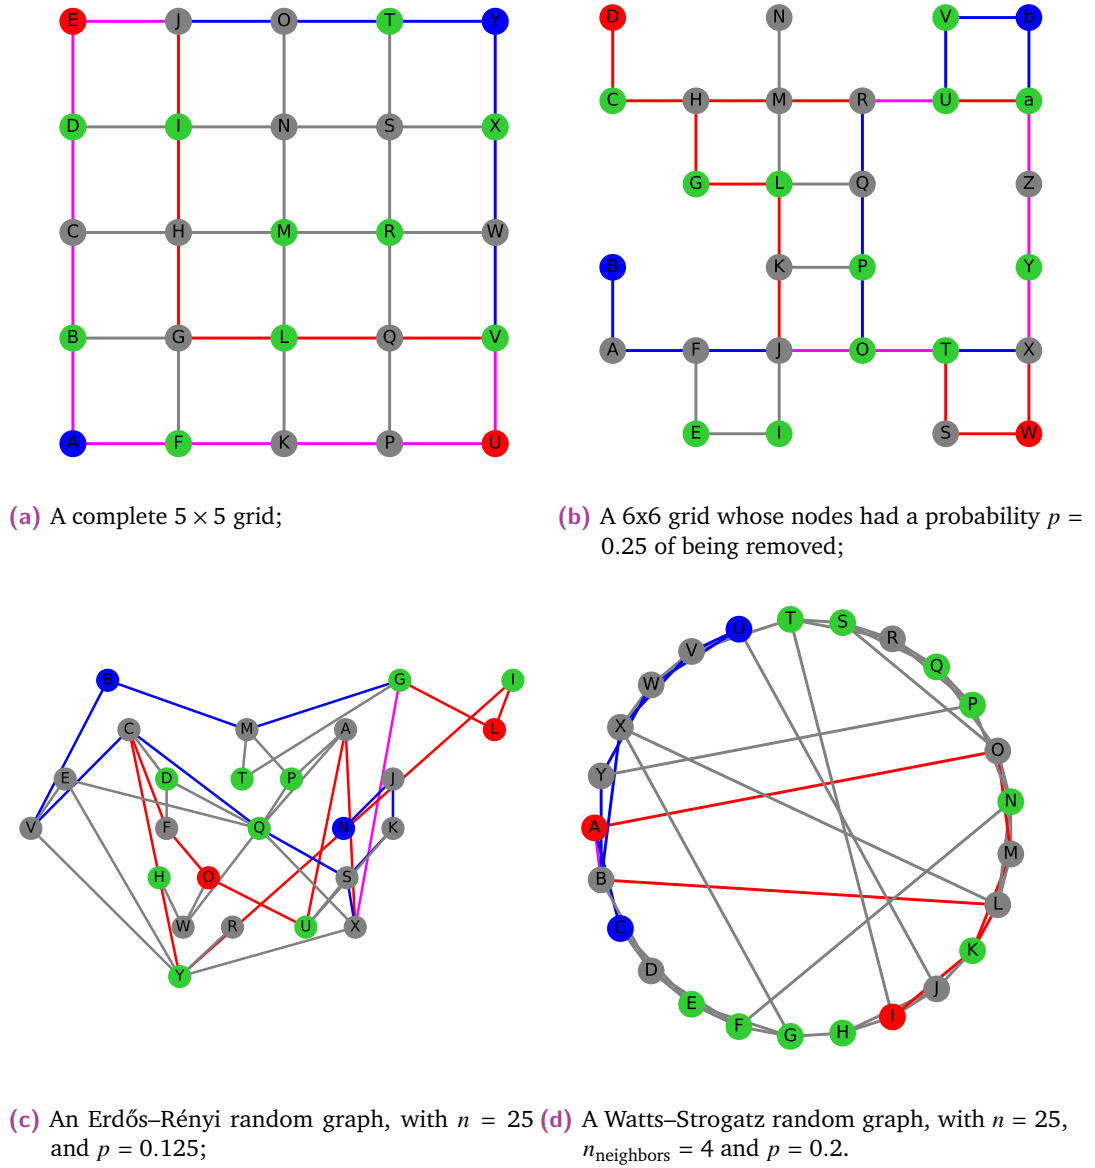 E J O T Y
D I N S X
C H M R W
B G L Q V
A F K P U
D N V b
C H M R U a
G L Q Z
B K P Y
A F J O T X
E I S W
(a) A complete 5 × 5 grid;
(b) A 6x6 grid whose nodes had a probability p =
0.25 of being removed;
B G I
C M A L
E D T P J
V F Q N K
H O S
W R U X
Y
U T S R
V Q
W P
X O
Y N
A M
B L
C K
D J
E F G H I
(c) An Erdős–Rényi random graph, with n = 25
and p = 0.125;
(d) A Watts–Strogatz random graph, with n = 25,
nneighbors = 4 and p = 0.2.